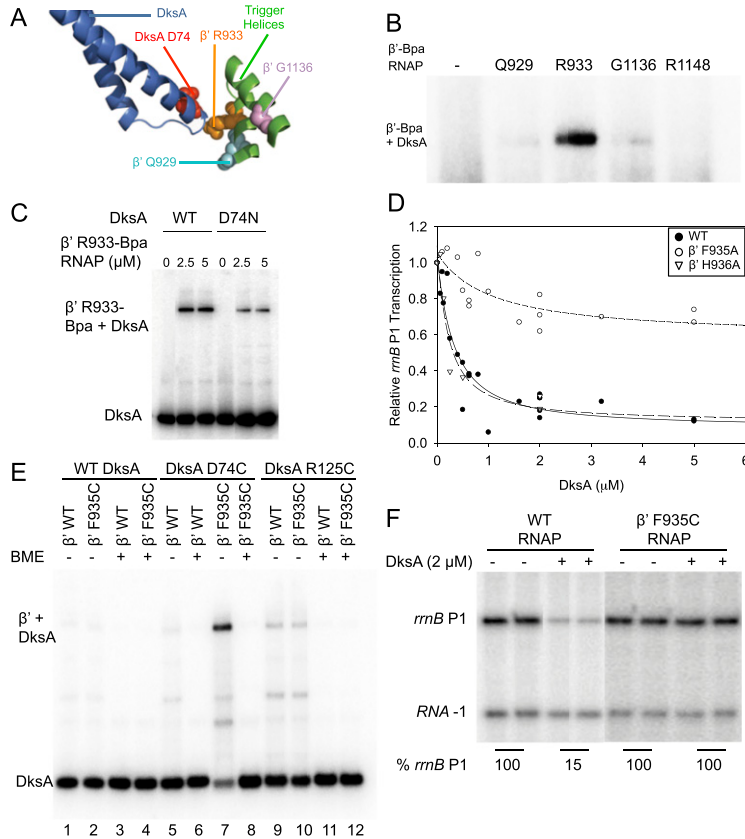 A
DksA
DksA D74
β' R933
Trigger
Helices
β' G1136
β' Q929
B
β'-Bpa
RNAP
- Q929 R933 G1136 R1148
β'-Bpa
+ DksA
C
DksA WT D74N
β' R933-Bpa
RNAP (μM) 0 2.5 5 0 2.5 5
β' R933-
Bpa + DksA
DksA
D
Relative rrnB P1 Transcription
1.2
1.0
0.8
0.6
0.4
0.2
0.0
0 1 2 3 4 5 6
DksA (μM)
WT
β' F935A
β' H936A
E
WT DksA DksA D74C DksA R125C
β' WT β' F935C β' WT β' F935C β' WT β' WT β' F935C β' F935C β' WT β' F935C β' WT β' F935C
BME - - + + - + - + - - + +
β' +
DksA
DksA
1 2 3 4 5 6 7 8 9 10 11 12
F
WT
RNAP
β' F935C
RNAP
DksA (2 μM) - - + + - - + +
rrnB P1
RNA -1
% rrnB P1 100 15 100 100